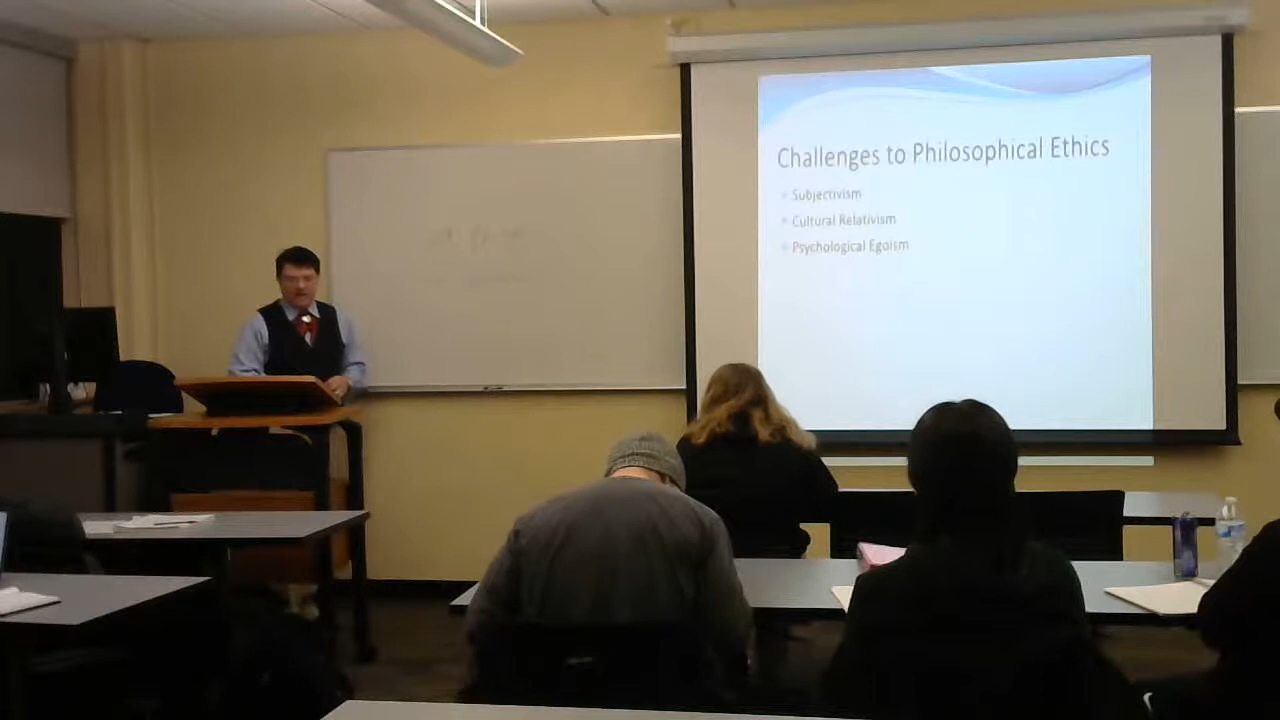 Challenges to Philosophical Ethics
Subjectivism
Cultural Relativism
Psychological Egoism